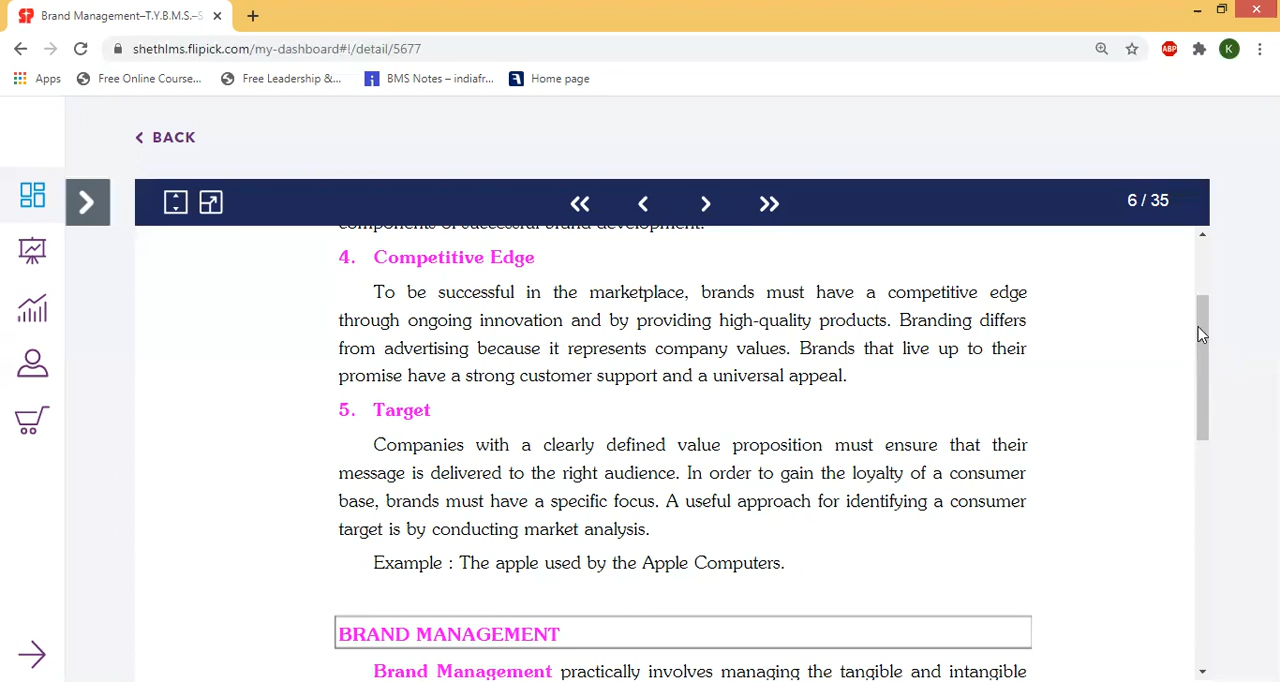 Brand Management–T.Y.B.M.S.–S
shethlms.flipick.com/my-dashboard#!/detail/5677
ABP
K
Apps
Free Online Course...
Free Leadership &...
BMS Notes – indiafr...
Home page
BACK
6 / 35
components of successful brand development.
4. Competitive Edge
To be successful in the marketplace, brands must have a competitive edge
through ongoing innovation and by providing high-quality products. Branding differs
from advertising because it represents company values. Brands that live up to their
promise have a strong customer support and a universal appeal.
5. Target
Companies with a clearly defined value proposition must ensure that their
message is delivered to the right audience. In order to gain the loyalty of a consumer
base, brands must have a specific focus. A useful approach for identifying a consumer
target is by conducting market analysis.
Example : The apple used by the Apple Computers.
BRAND MANAGEMENT
Brand Management practically involves managing the tangible and intangible